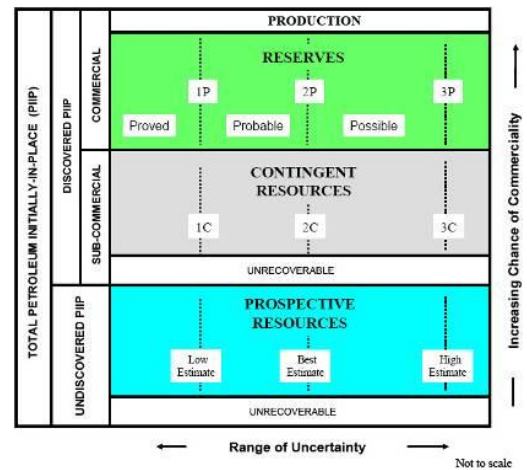 PRODUCTION
RESERVES
1P
2P
3P
Proved
Probable
Possible
CONTINGENT
RESOURCES
1C
2C
3C
UNRECOVERABLE
PROSPECTIVE
RESOURCES
Low
Estimate
Best
Estimate
High
Estimate
UNRECOVERABLE
TOTAL PETROLEUM INITIALLY-IN-PLACE (PIIP)
DISCOVERED PIIP
UNDISCOVERED PIIP
COMMERCIAL
SUB-COMMERCIAL
Increasing Chance of Commerciality
Range of Uncertainty
Not to scale